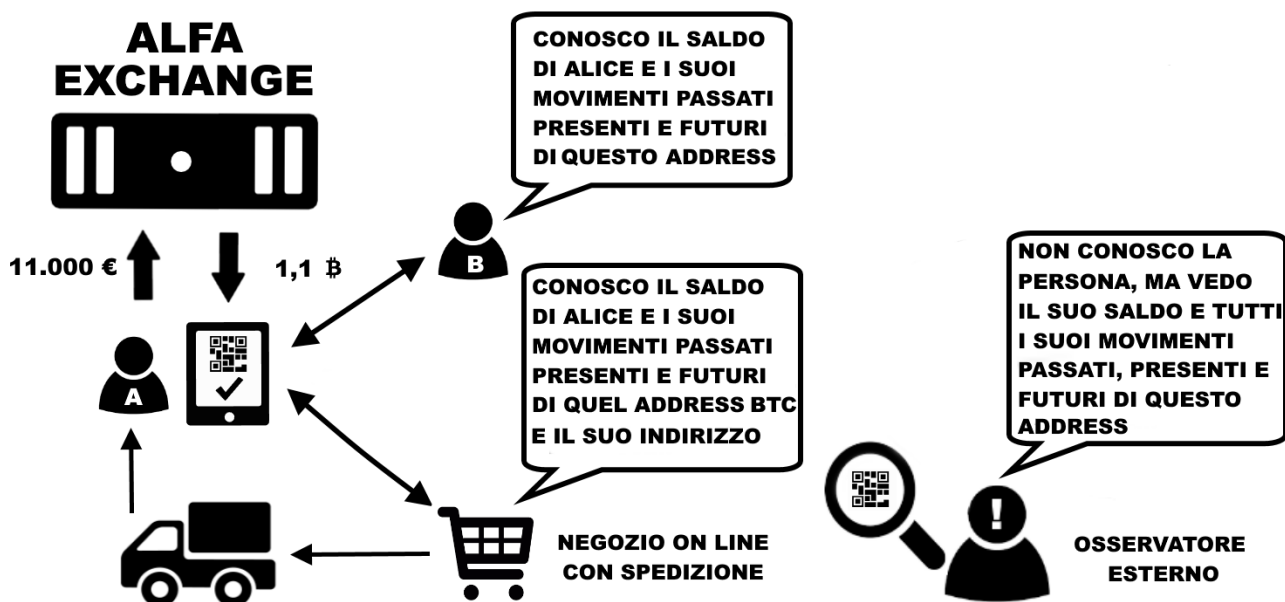 ALFA
EXCHANGE
11.000 €
1,1 ₿
A
B
CONOSCO IL SALDO
DI ALICE E I SUOI
MOVIMENTI PASSATI
PRESENTI E FUTURI
DI QUESTO ADDRESS
CONOSCO IL SALDO
DI ALICE E I SUOI
MOVIMENTI PASSATI
PRESENTI E FUTURI
DI QUEL ADDRESS BTC
E IL SUO INDIRIZZO
NEGOZIO ON LINE
CON SPEDIZIONE
NON CONOSCO LA
PERSONA, MA VEDO
IL SUO SALDO E TUTTI
I SUOI MOVIMENTI
PASSATI, PRESENTI E
FUTURI DI QUESTO
ADDRESS
!
OSSERVATORE
ESTERNO